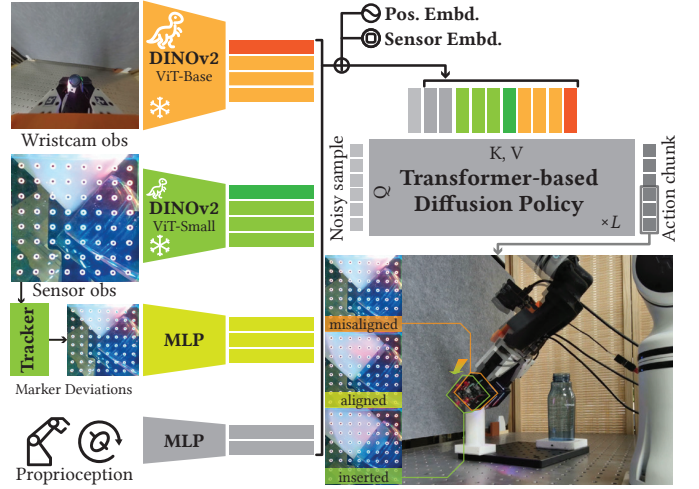 DINOv2
ViT-Base
Wristcam obs
DINOv2
ViT-Small
Sensor obs
Tracker
Marker Deviations
MLP
Proprioception
MLP
Pos. Embd.
Sensor Embd.
Noisy sample
Q
K, V
Transformer-based
Diffusion Policy
×L
Action chunk
misaligned
aligned
inserted